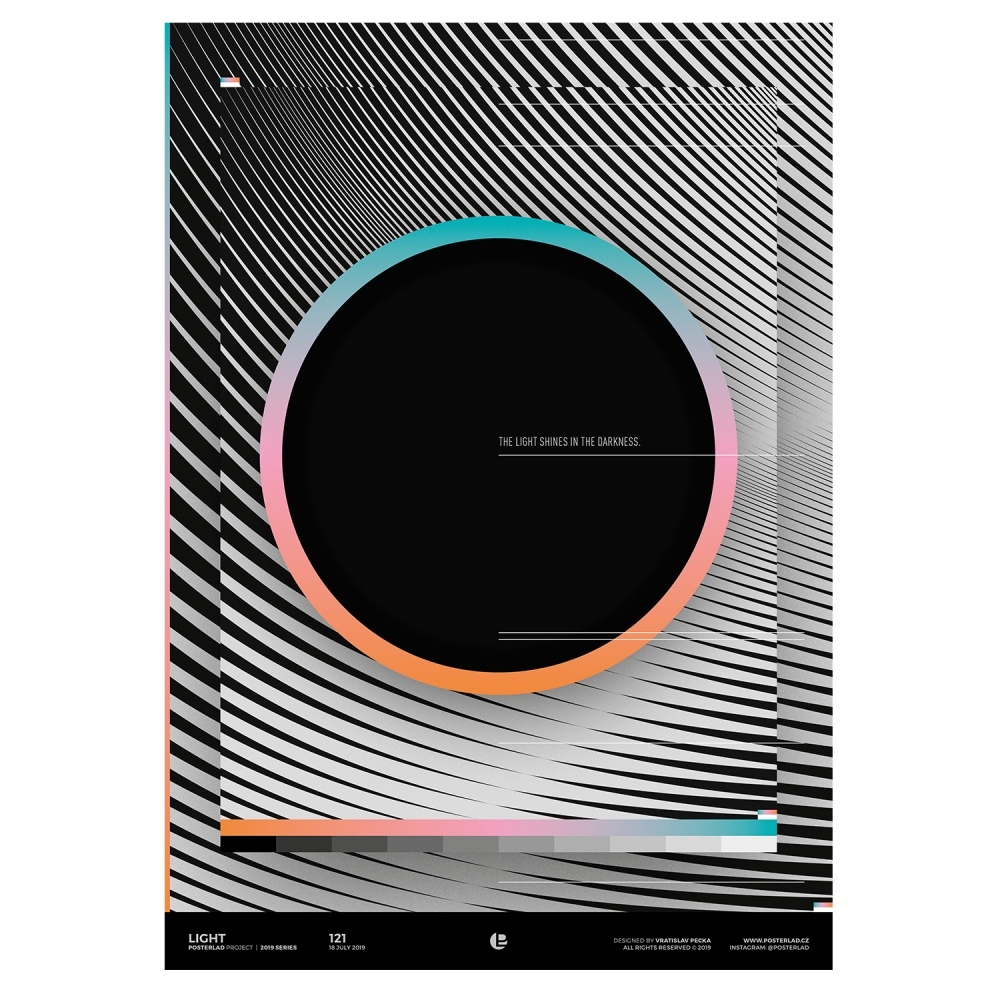 THE LIGHT SHINES IN THE DARKNESS.
LIGHT
POSTERLAD PROJECT | 2019 SERIES
121
18 JULY 2019
DESIGNED BY VRATISLAV PECKA
ALL RIGHTS RESERVED © 2019
WWW.POSTERLAD.CZ
INSTAGRAM: @POSTERLAD